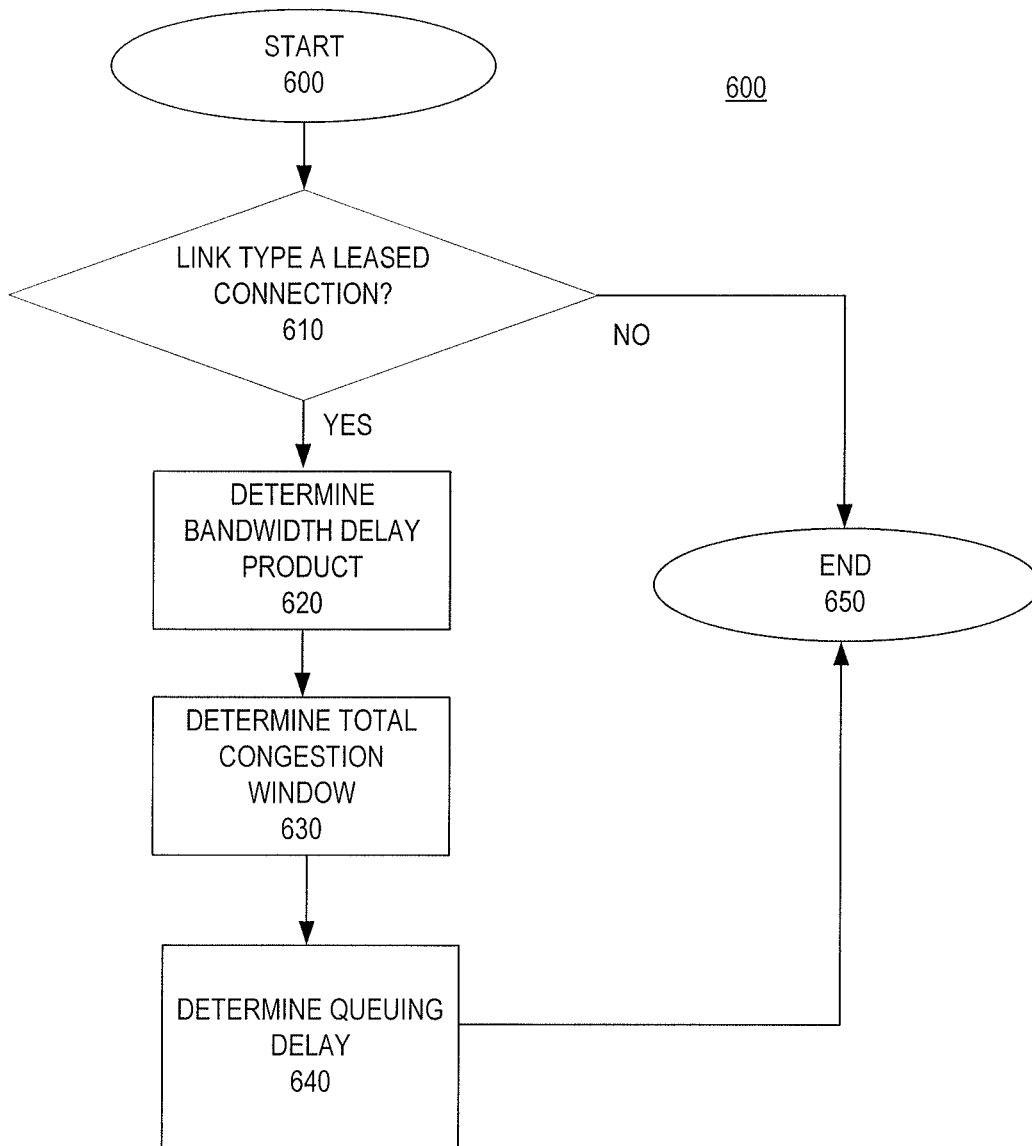 START
600
600
LINK TYPE A LEASED
CONNECTION?
610
NO
YES
DETERMINE
BANDWIDTH DELAY
PRODUCT
620
END
650
DETERMINE TOTAL
CONGESTION
WINDOW
630
DETERMINE QUEUING
DELAY
640